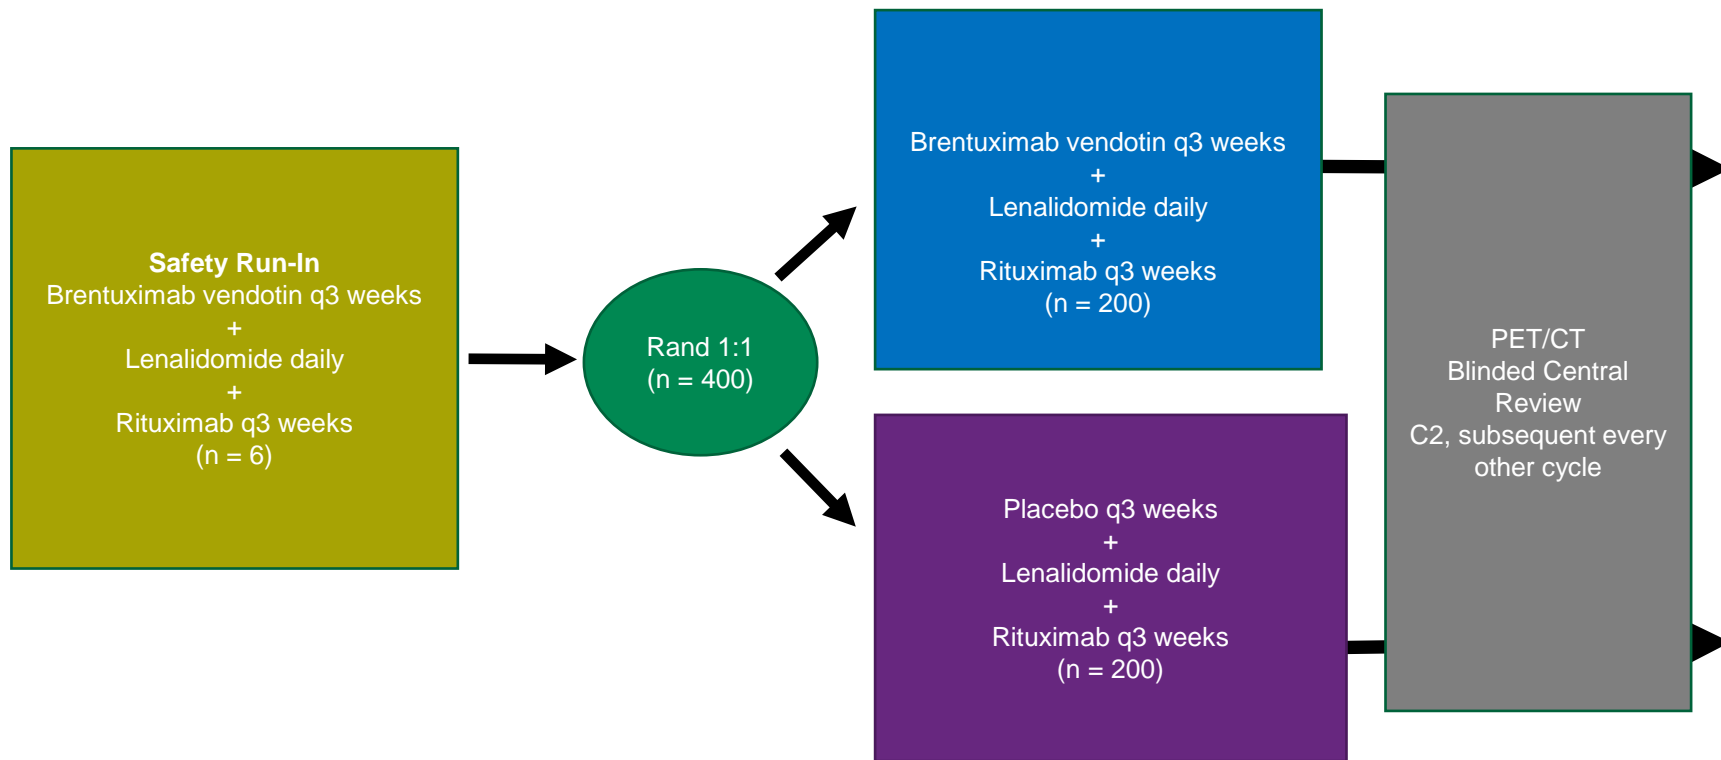 Safety Run-In
Brentuximab vendotin q3 weeks
+
Lenalidomide daily
+
Rituximab q3 weeks
(n = 6)
Rand 1:1
(n = 400)
Brentuximab vendotin q3 weeks
+
Lenalidomide daily
+
Rituximab q3 weeks
(n = 200)
Placebo q3 weeks
+
Lenalidomide daily
+
Rituximab q3 weeks
(n = 200)
PET/CT
Blinded Central
Review
C2, subsequent every
other cycle